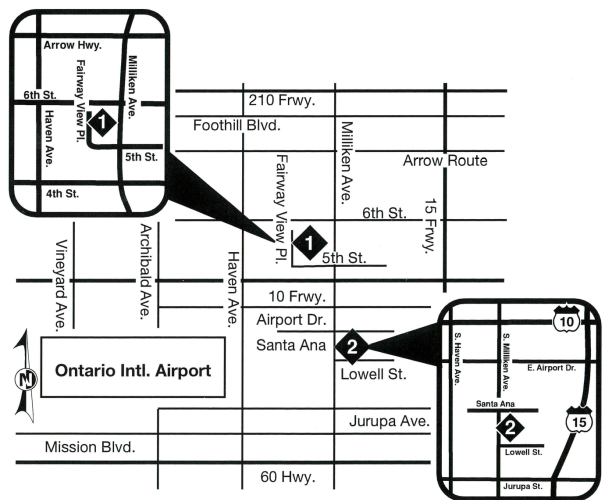 Arrow Hwy.
Fairway View Pl.
Milliken Ave.
6th St.
1
Haven Ave.
5th St.
4th St.
210 Frwy.
Foothill Blvd.
Milliken Ave.
Fairway View Pl.
Arrow Route
15 Frwy.
6th St.
1
5th St.
Vineyard Ave.
Archibald Ave.
Haven Ave.
10 Frwy.
Airport Dr.
Santa Ana
2
Lowell St.
N
Ontario Intl. Airport
Jurupa Ave.
Mission Blvd.
60 Hwy.
10
S. Haven Ave.
S. Milliken Ave.
E. Airport Dr.
Santa Ana
15
2
Lowell St.
Jurupa St.